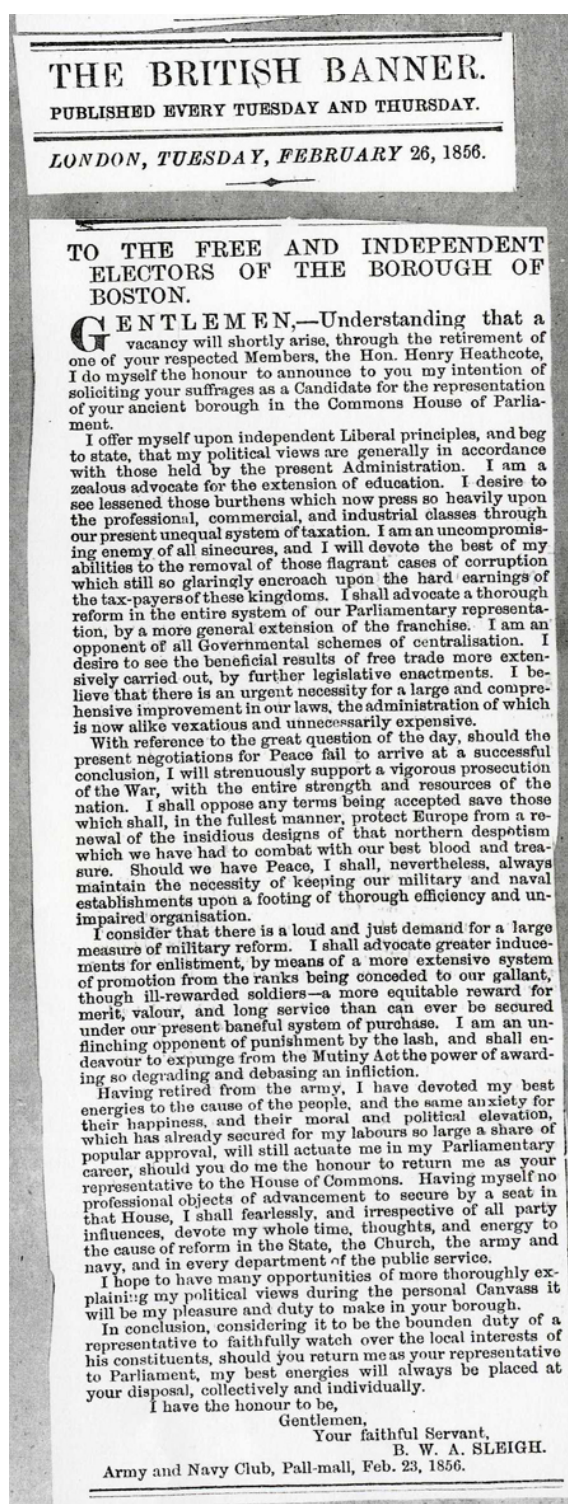 THE BRITISH BANNER.
PUBLISHED EVERY TUESDAY AND THURSDAY.
LONDON, TUESDAY, FEBRUARY 26, 1856.
TO THE FREE AND INDEPENDENT
ELECTORS OF THE BOROUGH OF
BOSTON.
GENTLEMEN,—Understanding that a
vacancy will shortly arise, through the retirement of
one of your respected Members, the Hon. Henry Heathcote,
I do myself the honour to announce to you my intention of
soliciting your suffrages as a Candidate for the representation
of your ancient borough in the Commons House of Parlia-
ment.
I offer myself upon independent Liberal principles, and beg
to state, that my political views are generally in accordance
with those held by the present Administration. I am a
zealous advocate for the extension of education. I desire to
see lessened those burthens which now press so heavily upon
the professional, commercial, and industrial classes through
our present unequal system of taxation. I am an uncompromis-
ing enemy of all sinecures, and I will devote the best of my
abilities to the removal of those flagrant cases of corruption
which still so glaringly encroach upon the hard earnings of
the tax-payers of these kingdoms. I shall advocate a thorough
reform in the entire system of our Parliamentary representa-
tion, by a more general extension of the franchise. I am an
opponent of all Governmental schemes of centralisation. I
desire to see the beneficial results of free trade more exten-
sively carried out, by further legislative enactments. I be-
lieve that there is an urgent necessity for a large and compre-
hensive improvement in our laws, the administration of which
is now alike vexatious and unnecessarily expensive.
With reference to the great question of the day, should the
present negotiations for Peace fail to arrive at a successful
conclusion, I will strenuously support a vigorous prosecution
of the War, with the entire strength and resources of the
nation. I shall oppose any terms being accepted save those
which shall, in the fullest manner, protect Europe from a re-
newal of the insidious designs of that northern despotism
which we have had to combat with our best blood and trea-
sure. Should we have Peace, I shall, nevertheless, always
maintain the necessity of keeping our military and naval
establishments upon a footing of thorough efficiency and un-
impaired organisation.
I consider that there is a loud and just demand for a large
measure of military reform. I shall advocate greater induce-
ments for enlistment, by means of a more extensive system
of promotion from the ranks being conceded to our gallant,
though ill-rewarded soldiers—a more equitable reward for
merit, valour, and long service than can ever be secured
under our present baneful system of purchase. I am an un-
flinching opponent of punishment by the lash, and shall en-
deavour to expunge from the Mutiny Act the power of award-
ing so degrading and debasing an infliction.
Having retired from the army, I have devoted my best
energies to the cause of the people, and the same anxiety for
their happiness, and their moral and political elevation,
which has already secured for my labours so large a share of
popular approval, will still actuate me in my Parliamentary
career, should you do me the honour to return me as your
representative to the House of Commons. Having myself no
professional objects of advancement to secure by a seat in
that House, I shall fearlessly, and irrespective of all party
influences, devote my whole time, thoughts, and energy to
the cause of reform in the State, the Church, the army and
navy, and in every department of the public service.
I hope to have many opportunities of more thoroughly ex-
plaining my political views during the personal Canvass it
will be my pleasure and duty to make in your borough.
In conclusion, considering it to be the bounden duty of a
representative to faithfully watch over the local interests of
his constituents, should you return me as your representative
to Parliament, my best energies will always be placed at
your disposal, collectively and individually.
I have the honour to be,
Gentlemen,
Your faithful Servant,
B. W. A. SLEIGH.
Army and Navy Club, Pall-mall, Feb. 23, 1856.